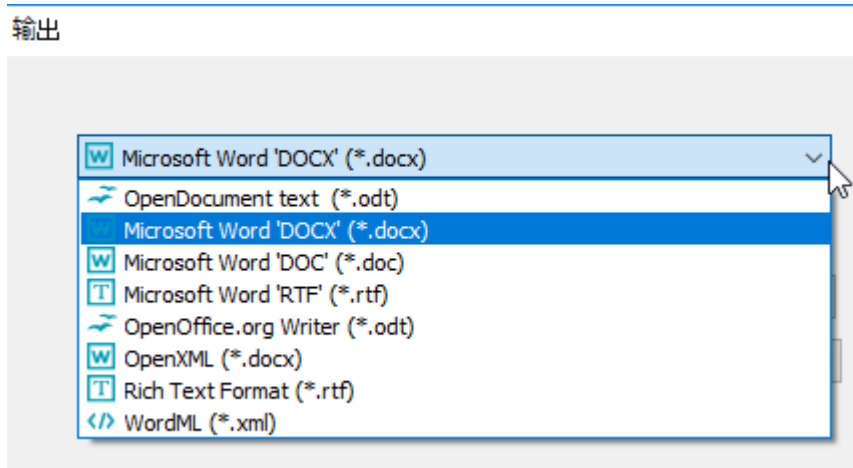 输出
Microsoft Word 'DOCX' (*.docx)
OpenDocument text (*.odt)
Microsoft Word 'DOCX' (*.docx)
Microsoft Word 'DOC' (*.doc)
Microsoft Word 'RTF' (*.rtf)
OpenOffice.org Writer (*.odt)
OpenXML (*.docx)
Rich Text Format (*.rtf)
WordML (*.xml)